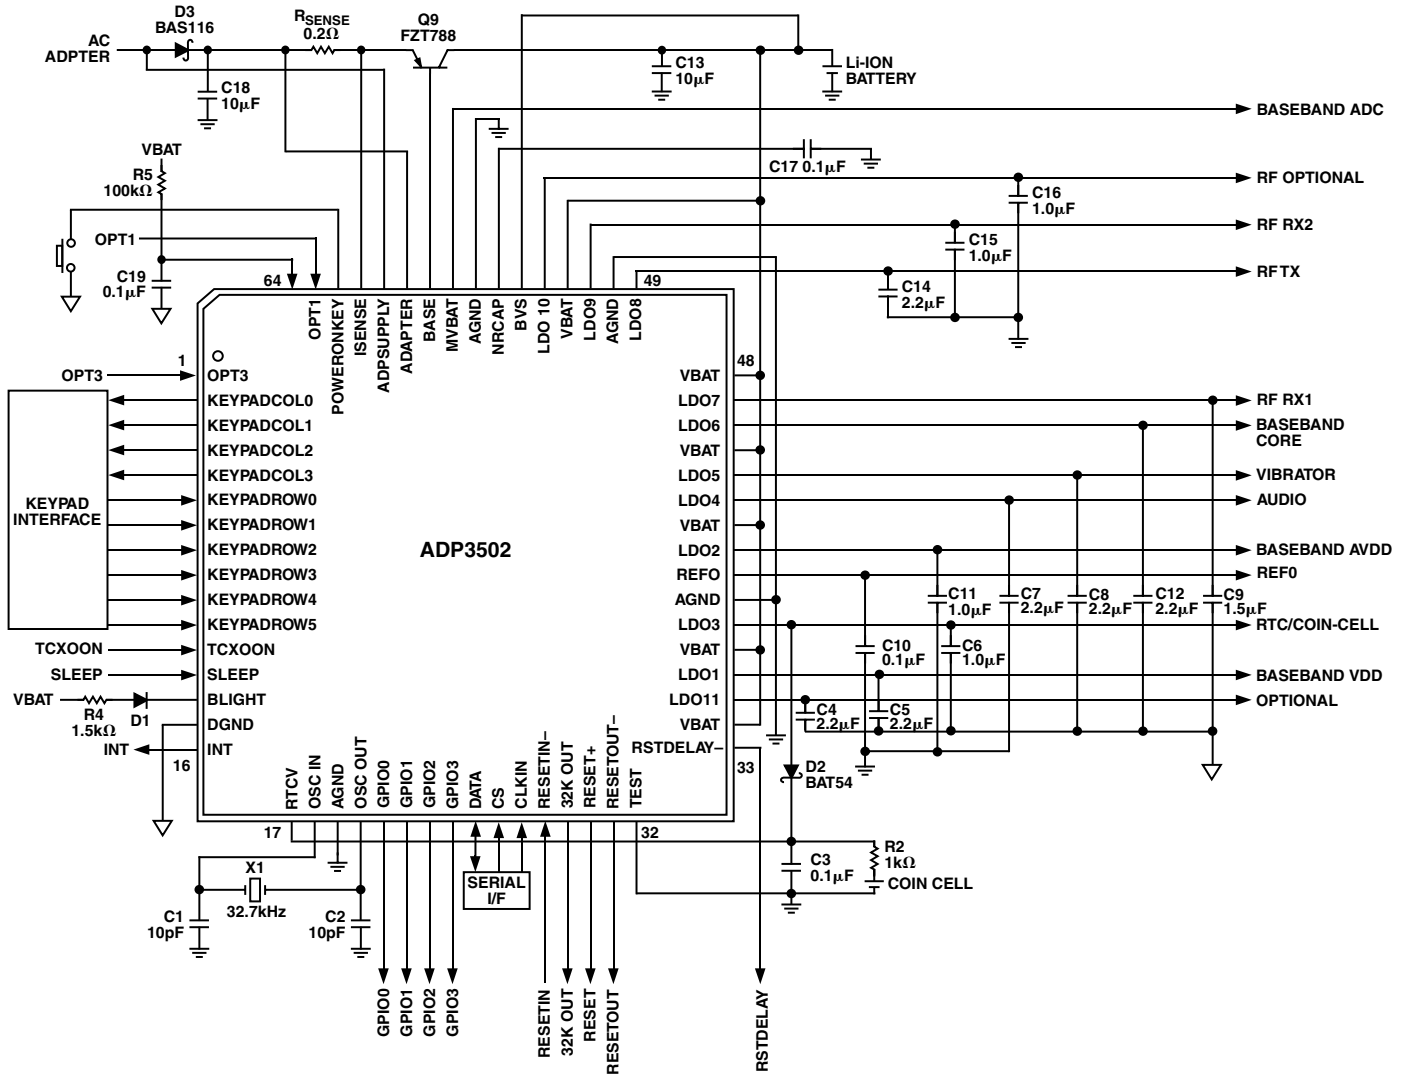 D3
BAS116
RSENSE
0.2Ω
Q9
FZT788
AC
ADPTER
C18
10µF
C13
10µF
Li-ION
BATTERY
BASEBAND ADC
VBAT
R5
100kΩ
C17 0.1µF
RF OPTIONAL
C16
1.0µF
OPT1
RF RX2
C15
1.0µF
C19
0.1µF
RF TX
C14
2.2µF
64
49
OPT1
POWERONKEY
ISENSE
ADPSUPPLY
ADAPTER
BASE
MVBAT
AGND
NRCAP
BVS
LDO 10
VBAT
LDO9
AGND
LDO8
1
48
OPT3
OPT3
VBAT
KEYPADCOL0
LDO7
RF RX1
KEYPADCOL1
LDO6
BASEBAND
CORE
KEYPADCOL2
VBAT
KEYPADCOL3
LDO5
VIBRATOR
KEYPAD
INTERFACE
KEYPADROW0
LDO4
AUDIO
KEYPADROW1
VBAT
ADP3502
KEYPADROW2
LDO2
BASEBAND AVDD
KEYPADROW3
REFO
REF0
KEYPADROW4
AGND
C11
1.0µF
C7
2.2µF
C8
2.2µF
C12
2.2µF
C9
1.5µF
KEYPADROW5
LDO3
RTC/COIN-CELL
TCXOON
TCXOON
VBAT
C10
0.1µF
C6
1.0µF
SLEEP
SLEEP
LDO1
BASEBAND VDD
VBAT
R4
1.5kΩ
D1
BLIGHT
LDO11
OPTIONAL
C4
2.2µF
C5
2.2µF
DGND
VBAT
INT
INT
RSTDELAY–
16
33
D2
BAT54
RTCV
OSC IN
AGND
OSC OUT
GPIO0
GPIO1
GPIO2
GPIO3
DATA
CS
CLKIN
RESETIN–
32K OUT
RESET+
RESETOUT–
TEST
17
32
R2
1kΩ
C3
0.1µF
COIN CELL
X1
32.7kHz
SERIAL
I/F
C1
10pF
C2
10pF
GPIO0
GPIO1
GPIO2
GPIO3
RESETIN
32K OUT
RESET
RESETOUT
RSTDELAY